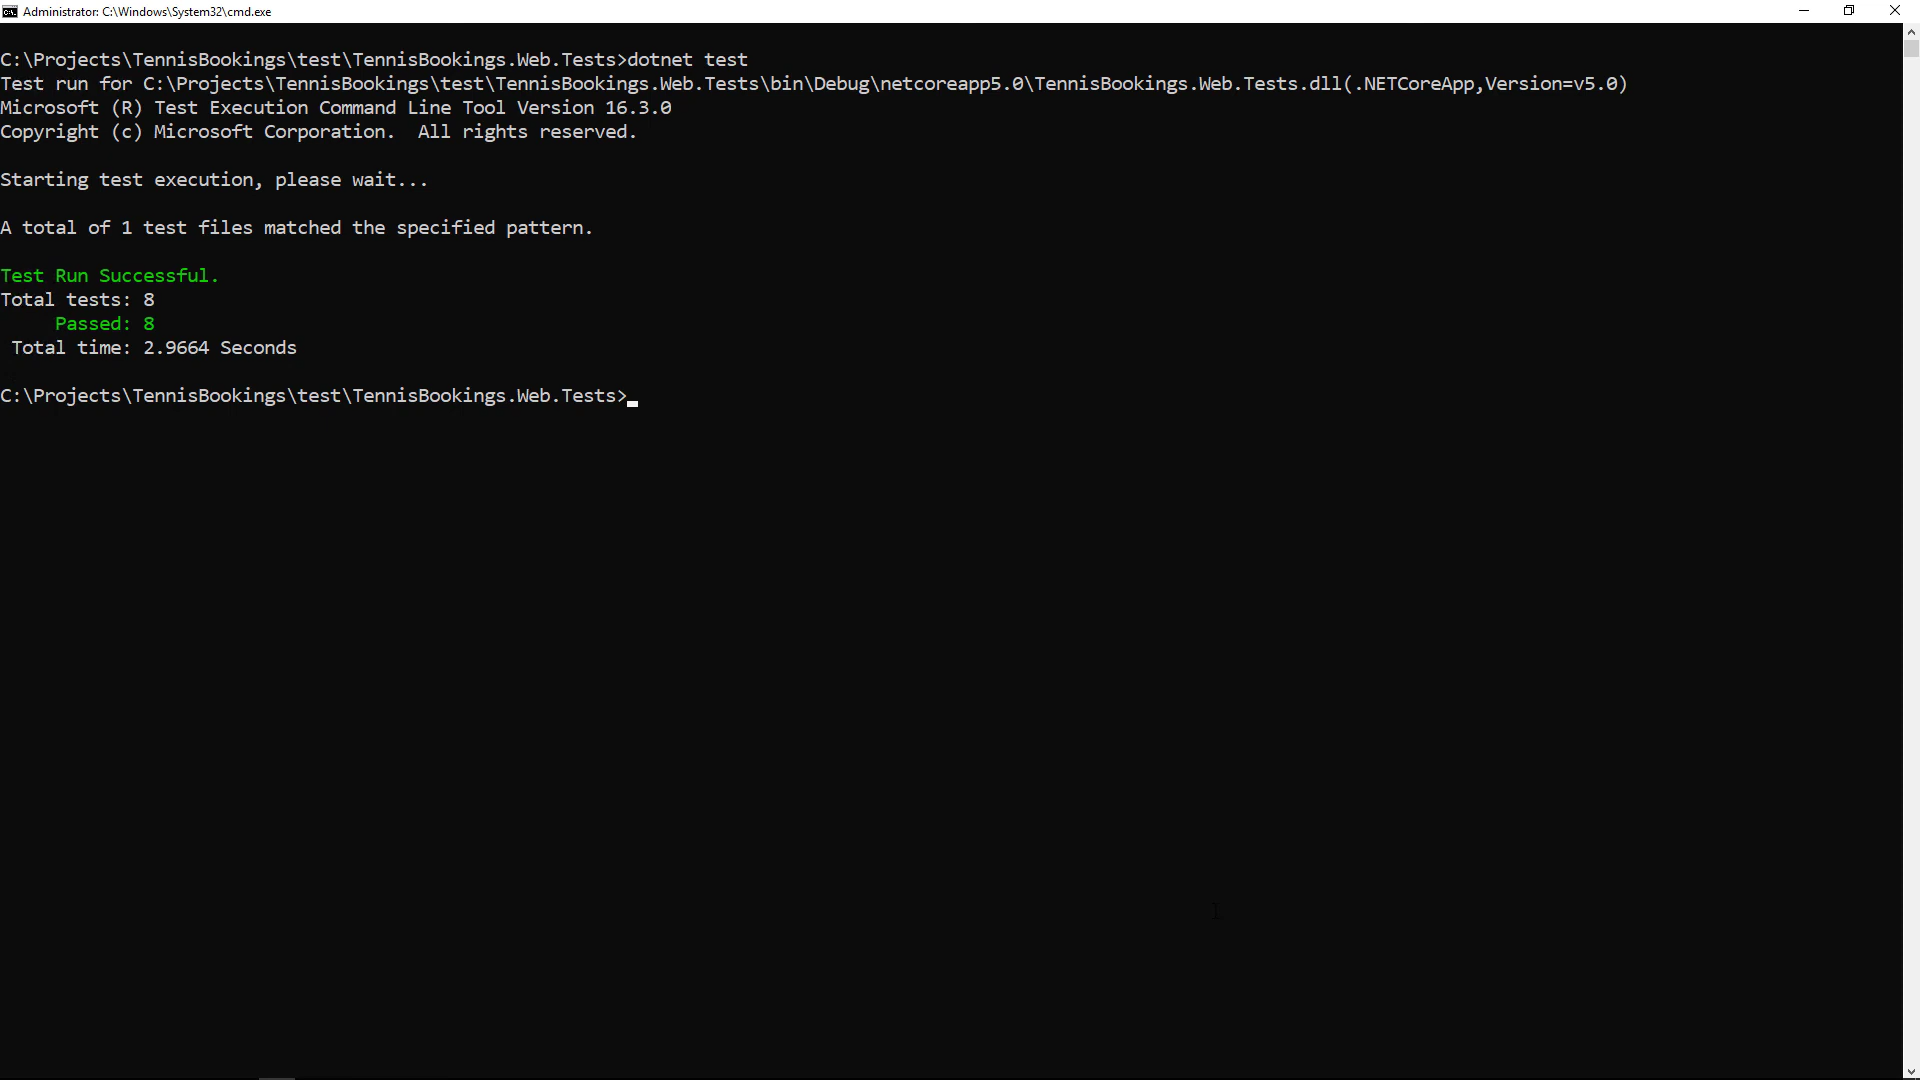 Administrator: C:\Windows\System32\cmd.exe
C:\Projects\TennisBookings\test\TennisBookings.Web.Tests>dotnet test
Test run for C:\Projects\TennisBookings\test\TennisBookings.Web.Tests\bin\Debug\netcoreapp5.0\TennisBookings.Web.Tests.dll(.NETCoreApp,Version=v5.0)
Microsoft (R) Test Execution Command Line Tool Version 16.3.0
Copyright (c) Microsoft Corporation.  All rights reserved.
Starting test execution, please wait...
A total of 1 test files matched the specified pattern.
Test Run Successful.
Total tests: 8
     Passed: 8
 Total time: 2.9664 Seconds
C:\Projects\TennisBookings\test\TennisBookings.Web.Tests>